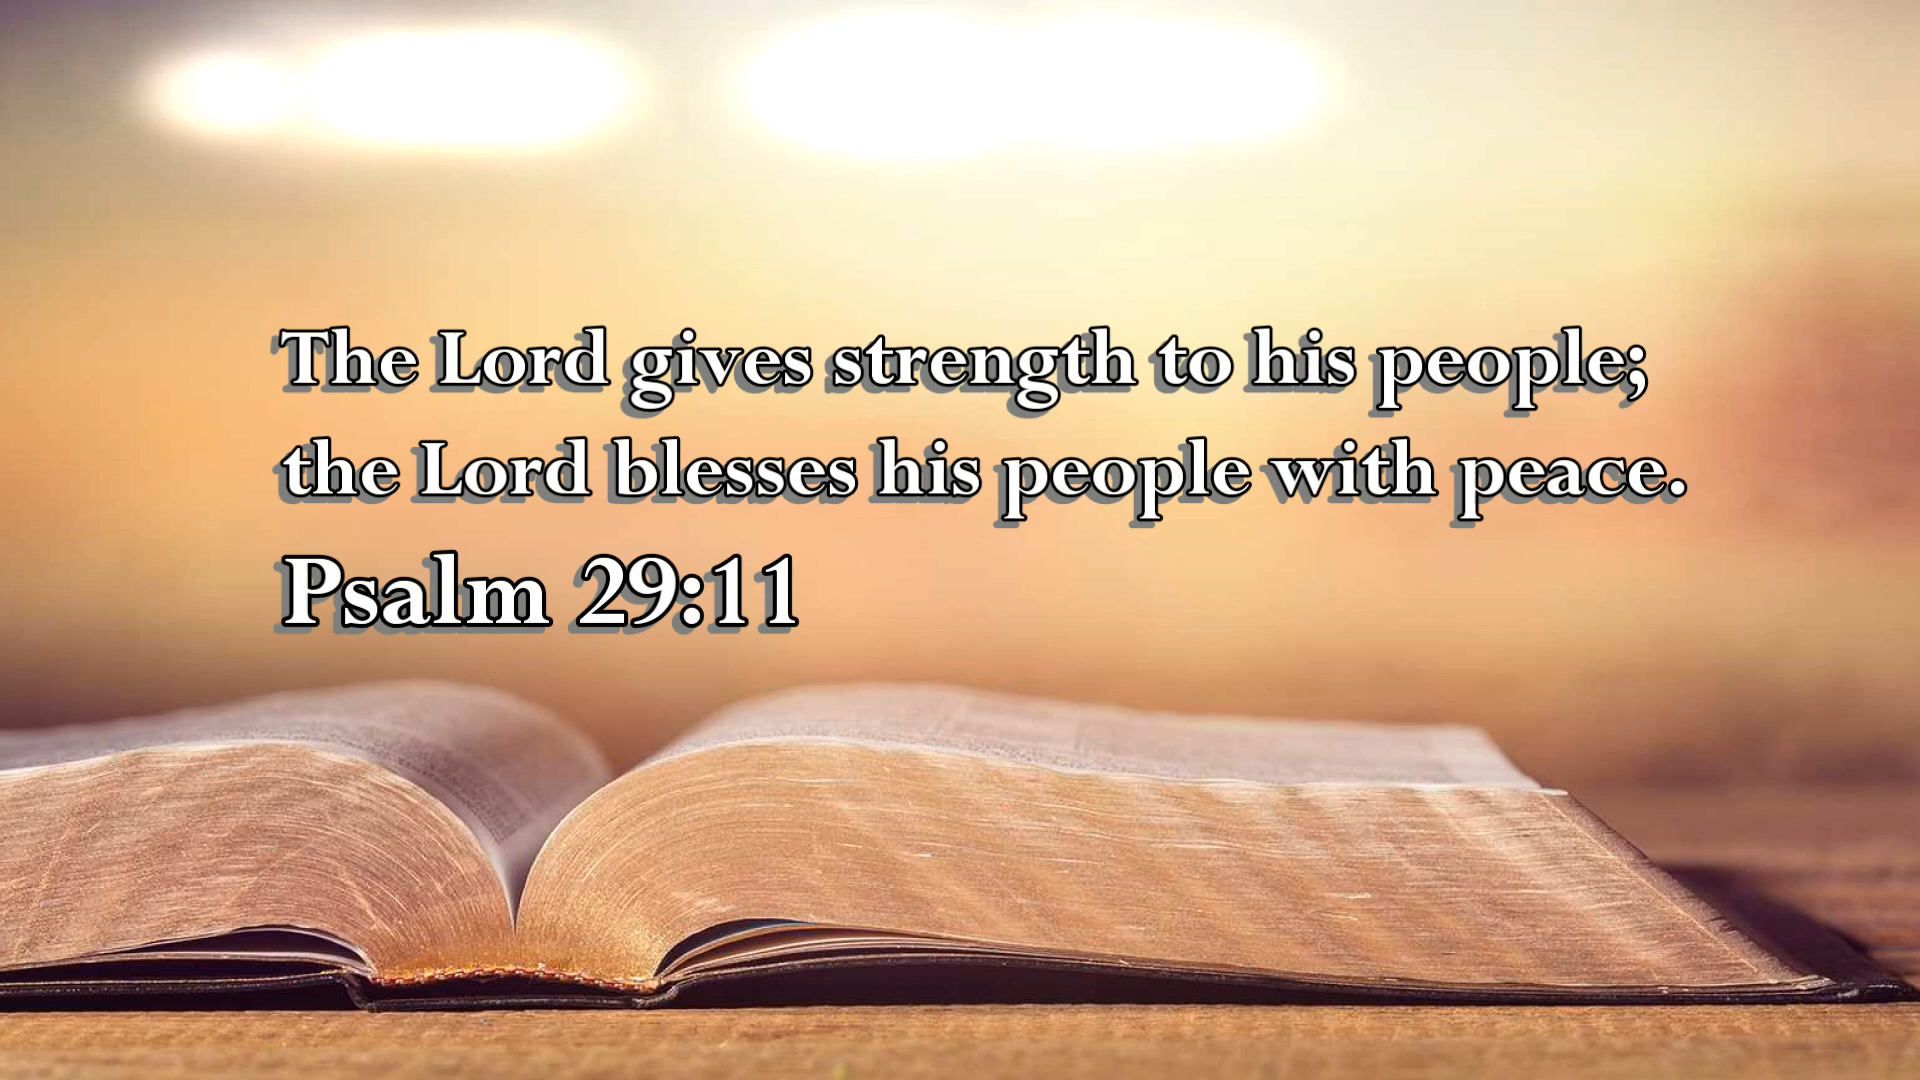 The Lord gives strength to his people;
the Lord blesses his people with peace.
Psalm 29:11